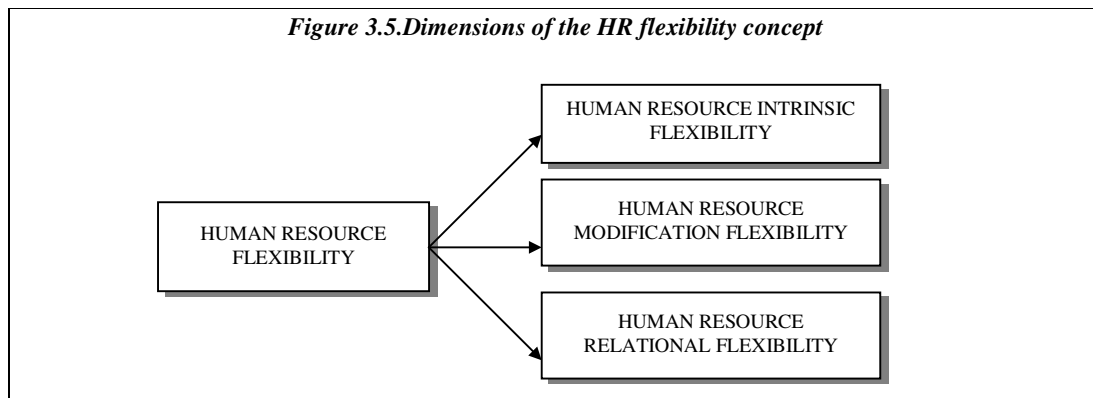 Figure 3.5.Dimensions of the HR flexibility concept
HUMAN RESOURCE INTRINSIC
FLEXIBILITY
HUMAN RESOURCE
FLEXIBILITY
HUMAN RESOURCE
MODIFICATION FLEXIBILITY
HUMAN RESOURCE
RELATIONAL FLEXIBILITY